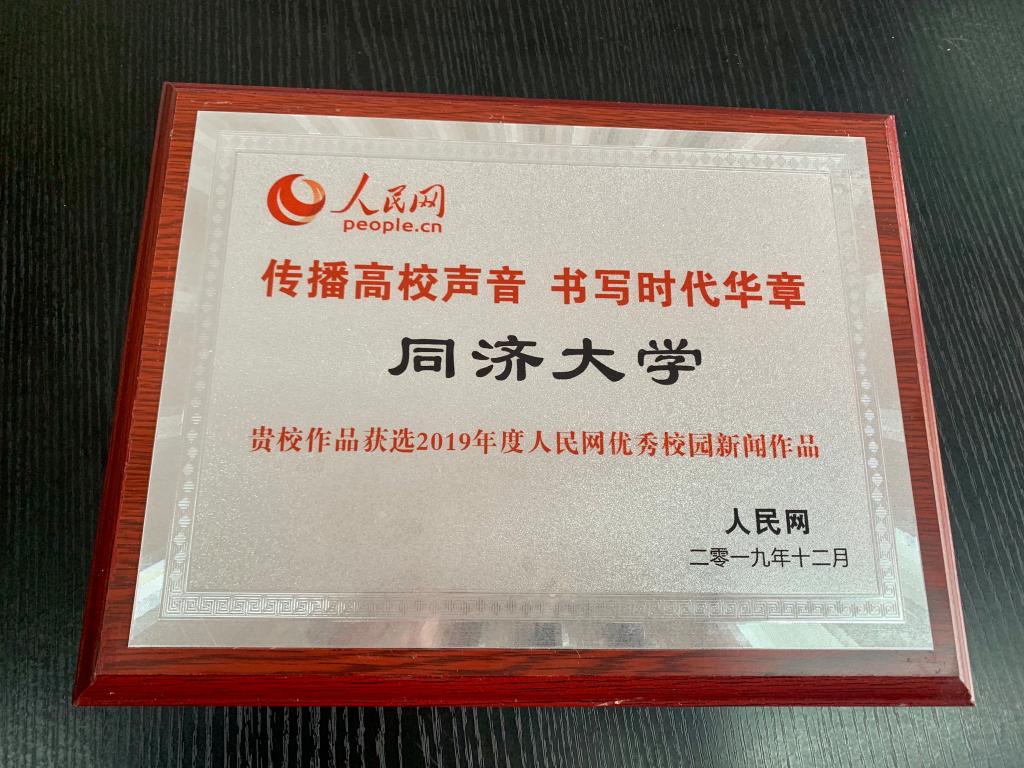 人民网
people.cn
传播高校声音 书写时代华章
同济大学
贵校作品获选2019年度人民网优秀校园新闻作品
人民网
二零一九年十二月